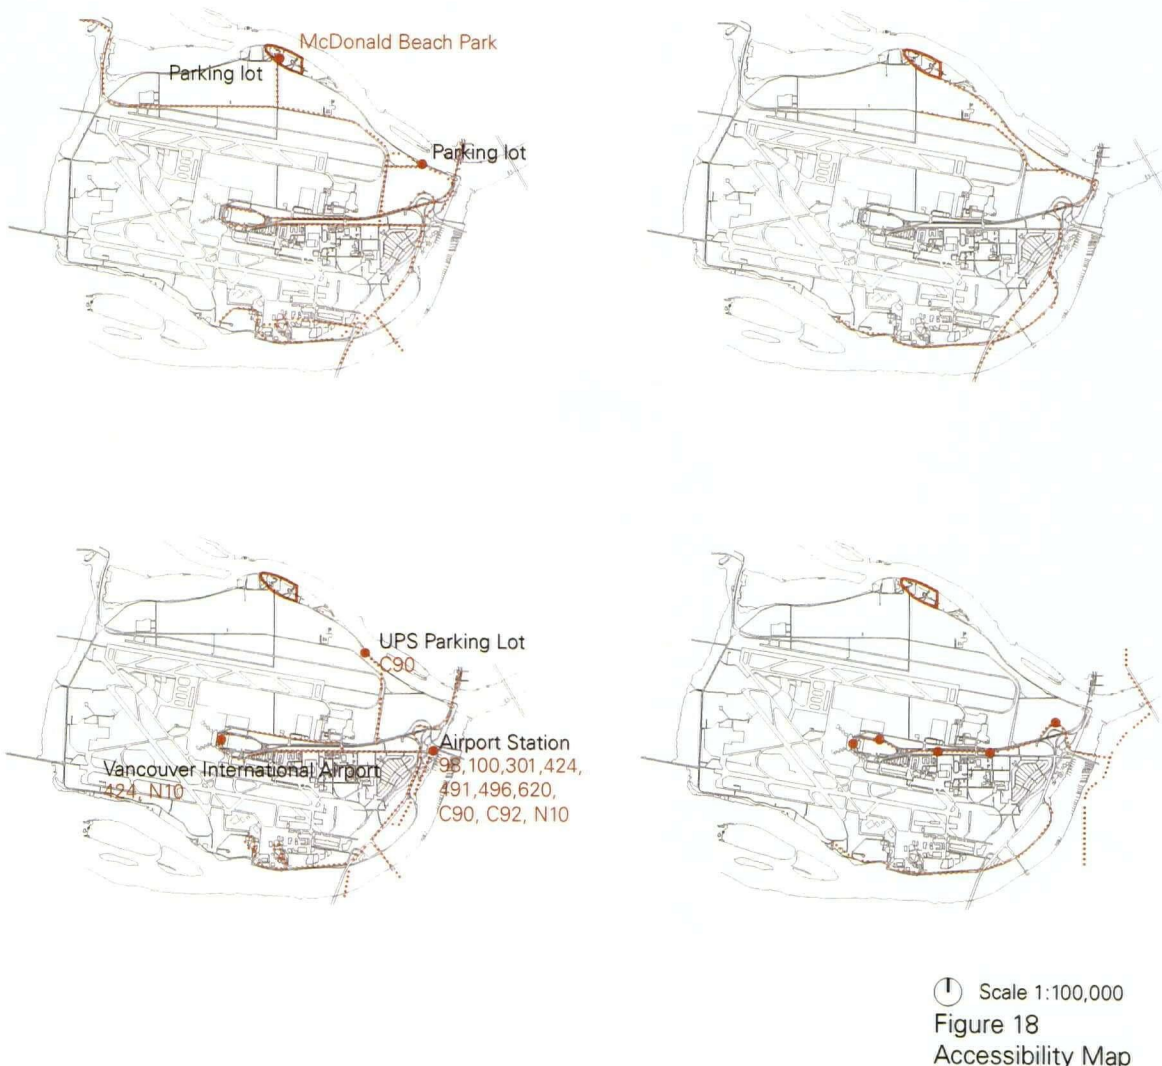 McDonald Beach Park
Parking lot
Parking lot
UPS Parking Lot
C90
Airport Station
98,100,301,424,
491,496,620,
C90, C92, N10
Vancouver International Airport
424, N10
Scale 1:100,000
Figure 18
Accessibility Map